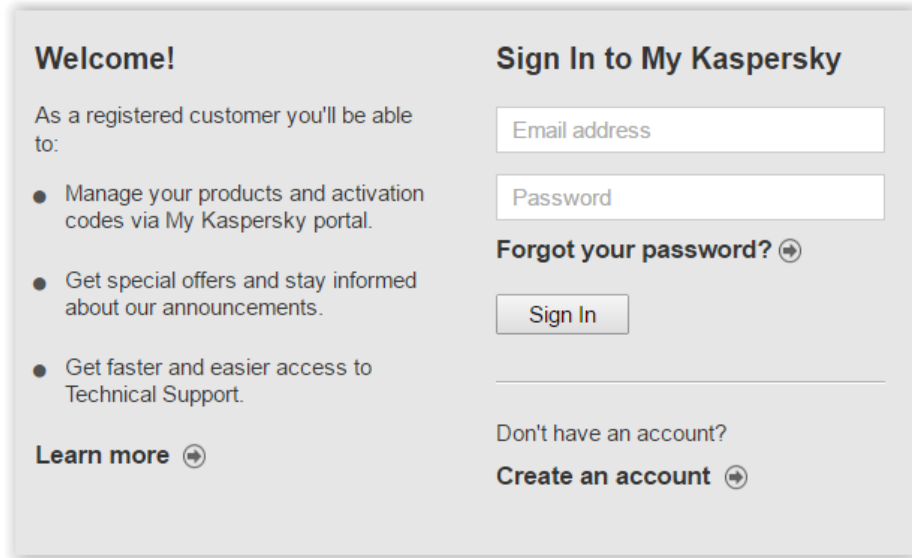 Welcome!
As a registered customer you'll be able
to:
Manage your products and activation
codes via My Kaspersky portal.
Get special offers and stay informed
about our announcements.
Get faster and easier access to
Technical Support.
Learn more
Sign In to My Kaspersky
Email address
Password
Forgot your password?
Sign In
Don't have an account?
Create an account